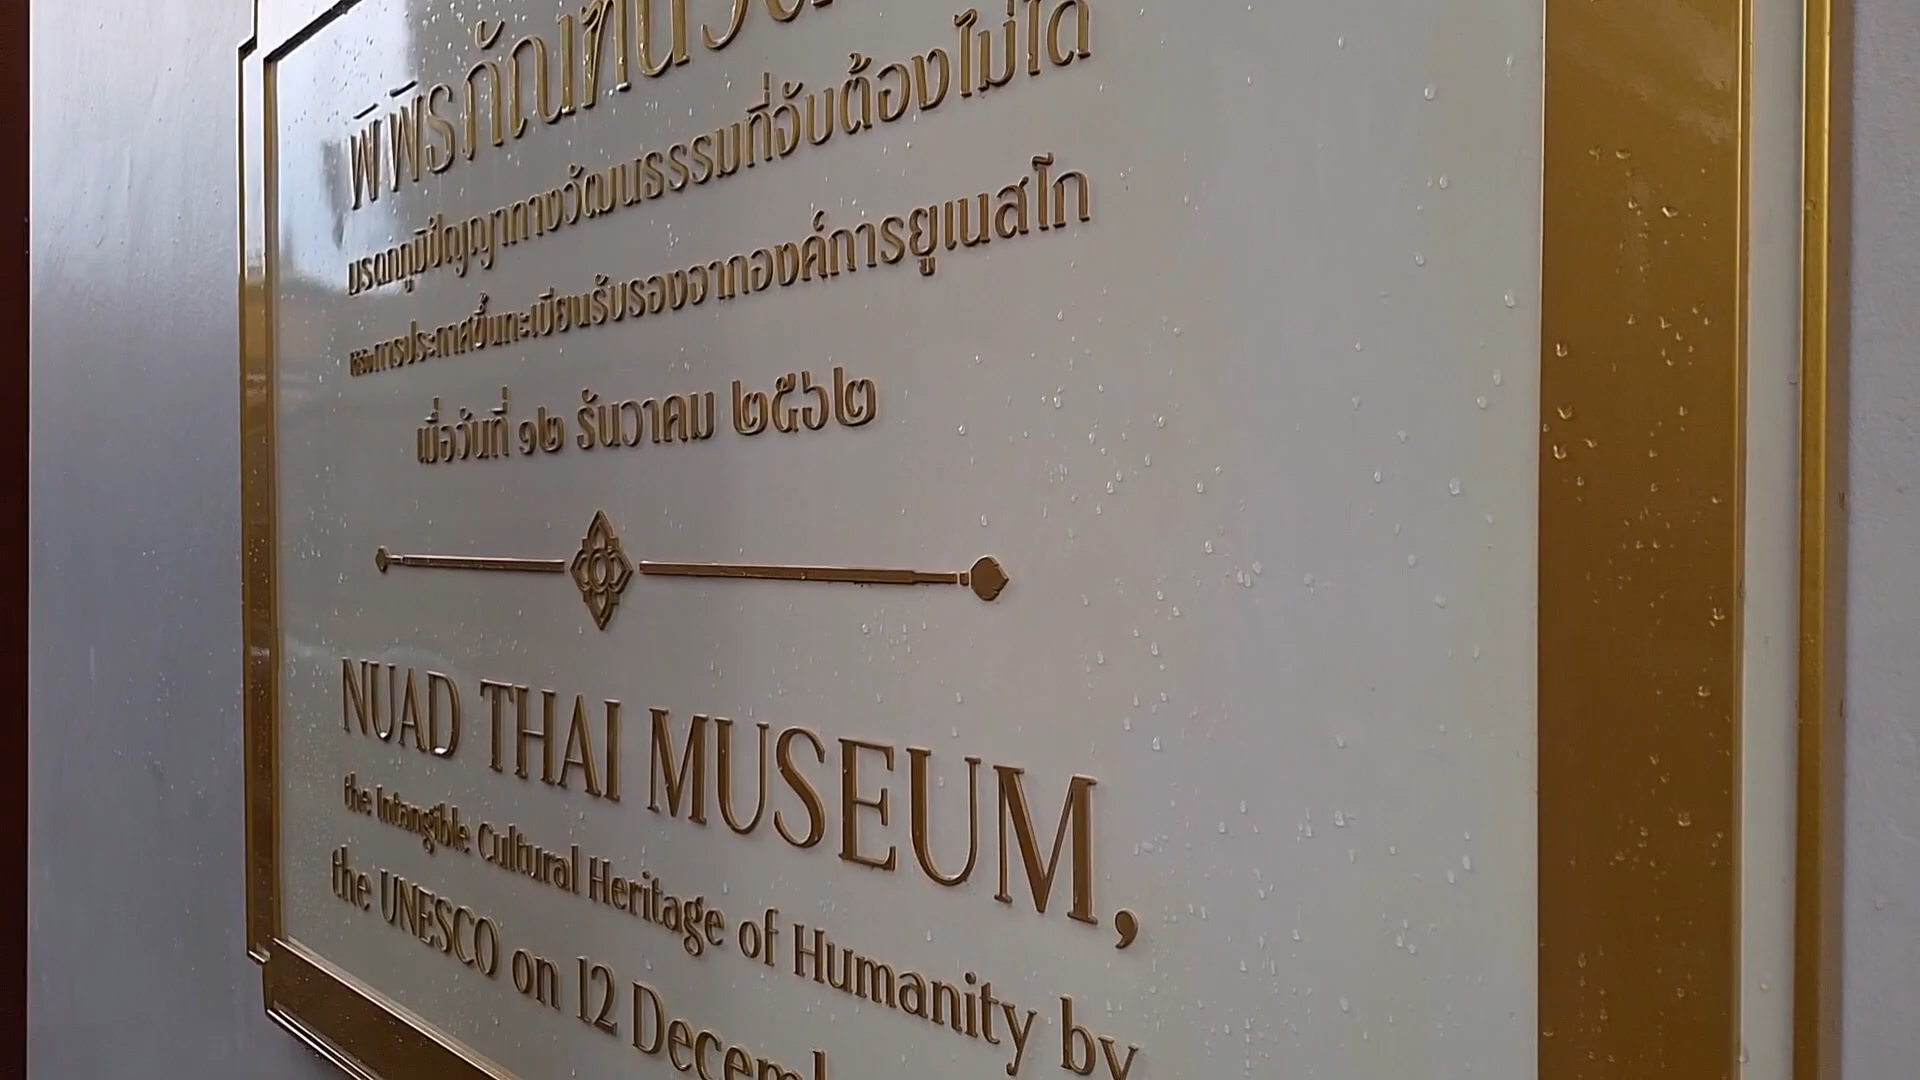 พิพิธภัณฑ์นวด
มรดกภูมิปัญญาทางวัฒนธรรมที่จับต้องไม่ได้
การประกาศขึ้นทะเบียนรับรองจากองค์การยูเนสโก
เมื่อวันที่ ๑๒ ธันวาคม ๒๕๖๒
NUAD THAI MUSEUM,
the Intangible Cultural Heritage of Humanity by
the UNESCO on 12 Decemb